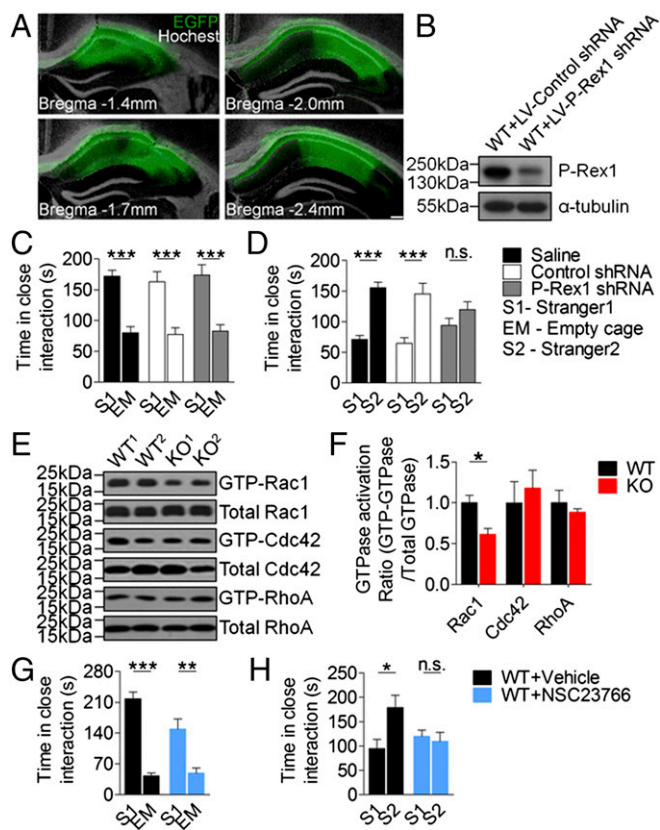 A
EGFP
Hochest
Bregma -1.4mm
Bregma -2.0mm
Bregma -1.7mm
Bregma -2.4mm
B
WT+LV-Control shRNA
WT+LV-P-Rex1 shRNA
250kDa
130kDa
P-Rex1
55kDa
α-tubulin
C
Time in close
interaction (s)
200
150
100
50
0
*** *** ***
S1 EM S1 EM S1 EM
D
Time in close
interaction (s)
200
150
100
50
0
*** *** n.s.
S1 S2 S1 S2 S1 S2
Saline
Control shRNA
P-Rex1 shRNA
S1- Stranger1
EM - Empty cage
S2 - Stranger2
E
WT1 WT2 KO1 KO2
25kDa
15kDa
GTP-Rac1
25kDa
15kDa
Total Rac1
25kDa
15kDa
GTP-Cdc42
25kDa
15kDa
Total Cdc42
25kDa
15kDa
GTP-RhoA
25kDa
15kDa
Total RhoA
F
GTPase activation
Ratio (GTP-GTPase
/Total GTPase)
1.5
1.0
0.5
0.0
*
Rac1 Cdc42 RhoA
WT
KO
G
Time in close
interaction (s)
280
210
140
70
0
*** **
S1 EM S1 EM
H
Time in close
interaction (s)
250
200
150
100
50
0
* n.s.
S1 S2 S1 S2
WT+Vehicle
WT+NSC23766